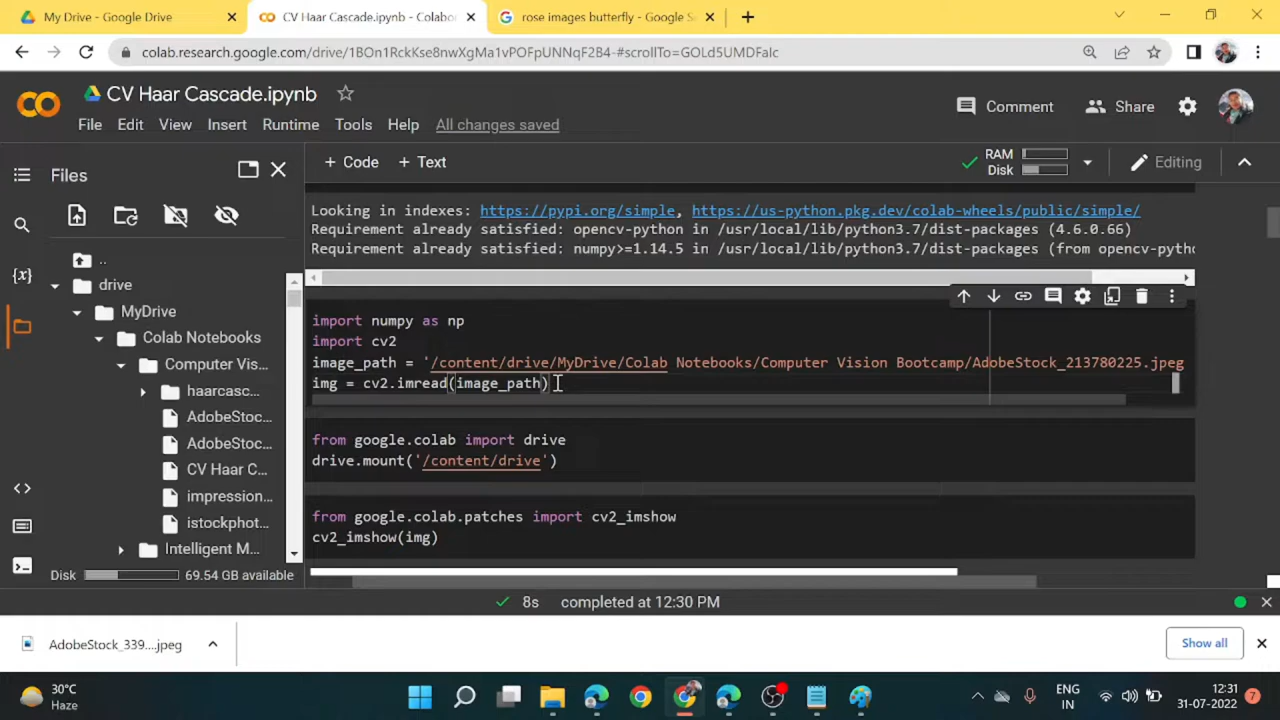 My Drive - Google Drive
CV Haar Cascade.ipynb - Colabor
rose images butterfly - Google Se
colab.research.google.com/drive/1BOn1RckKse8nwXgMa1vPOFpUNNqF2B4-#scrollTo=GOLd5UMDFaIc
CV Haar Cascade.ipynb
Comment
Share
File Edit View Insert Runtime Tools Help All changes saved
Files
+ Code + Text
RAM
Disk
Editing
Looking in indexes: https://pypi.org/simple, https://us-python.pkg.dev/colab-wheels/public/simple/
Requirement already satisfied: opencv-python in /usr/local/lib/python3.7/dist-packages (4.6.0.66)
Requirement already satisfied: numpy>=1.14.5 in /usr/local/lib/python3.7/dist-packages (from opencv-pytho
{x}
..
drive
MyDrive
Colab Notebooks
Computer Vis...
haarcasc...
AdobeStoc...
AdobeStoc...
CV Haar C...
impression...
istockphot...
Intelligent M...
Disk
69.54 GB available
import numpy as np
import cv2
image_path = '/content/drive/MyDrive/Colab Notebooks/Computer Vision Bootcamp/AdobeStock_213780225.jpeg
img = cv2.imread(image_path)
from google.colab import drive
drive.mount('/content/drive')
from google.colab.patches import cv2_imshow
cv2_imshow(img)
8s completed at 12:30 PM
AdobeStock_339....jpeg
Show all
30°C
Haze
ENG
IN
12:31
31-07-2022
7